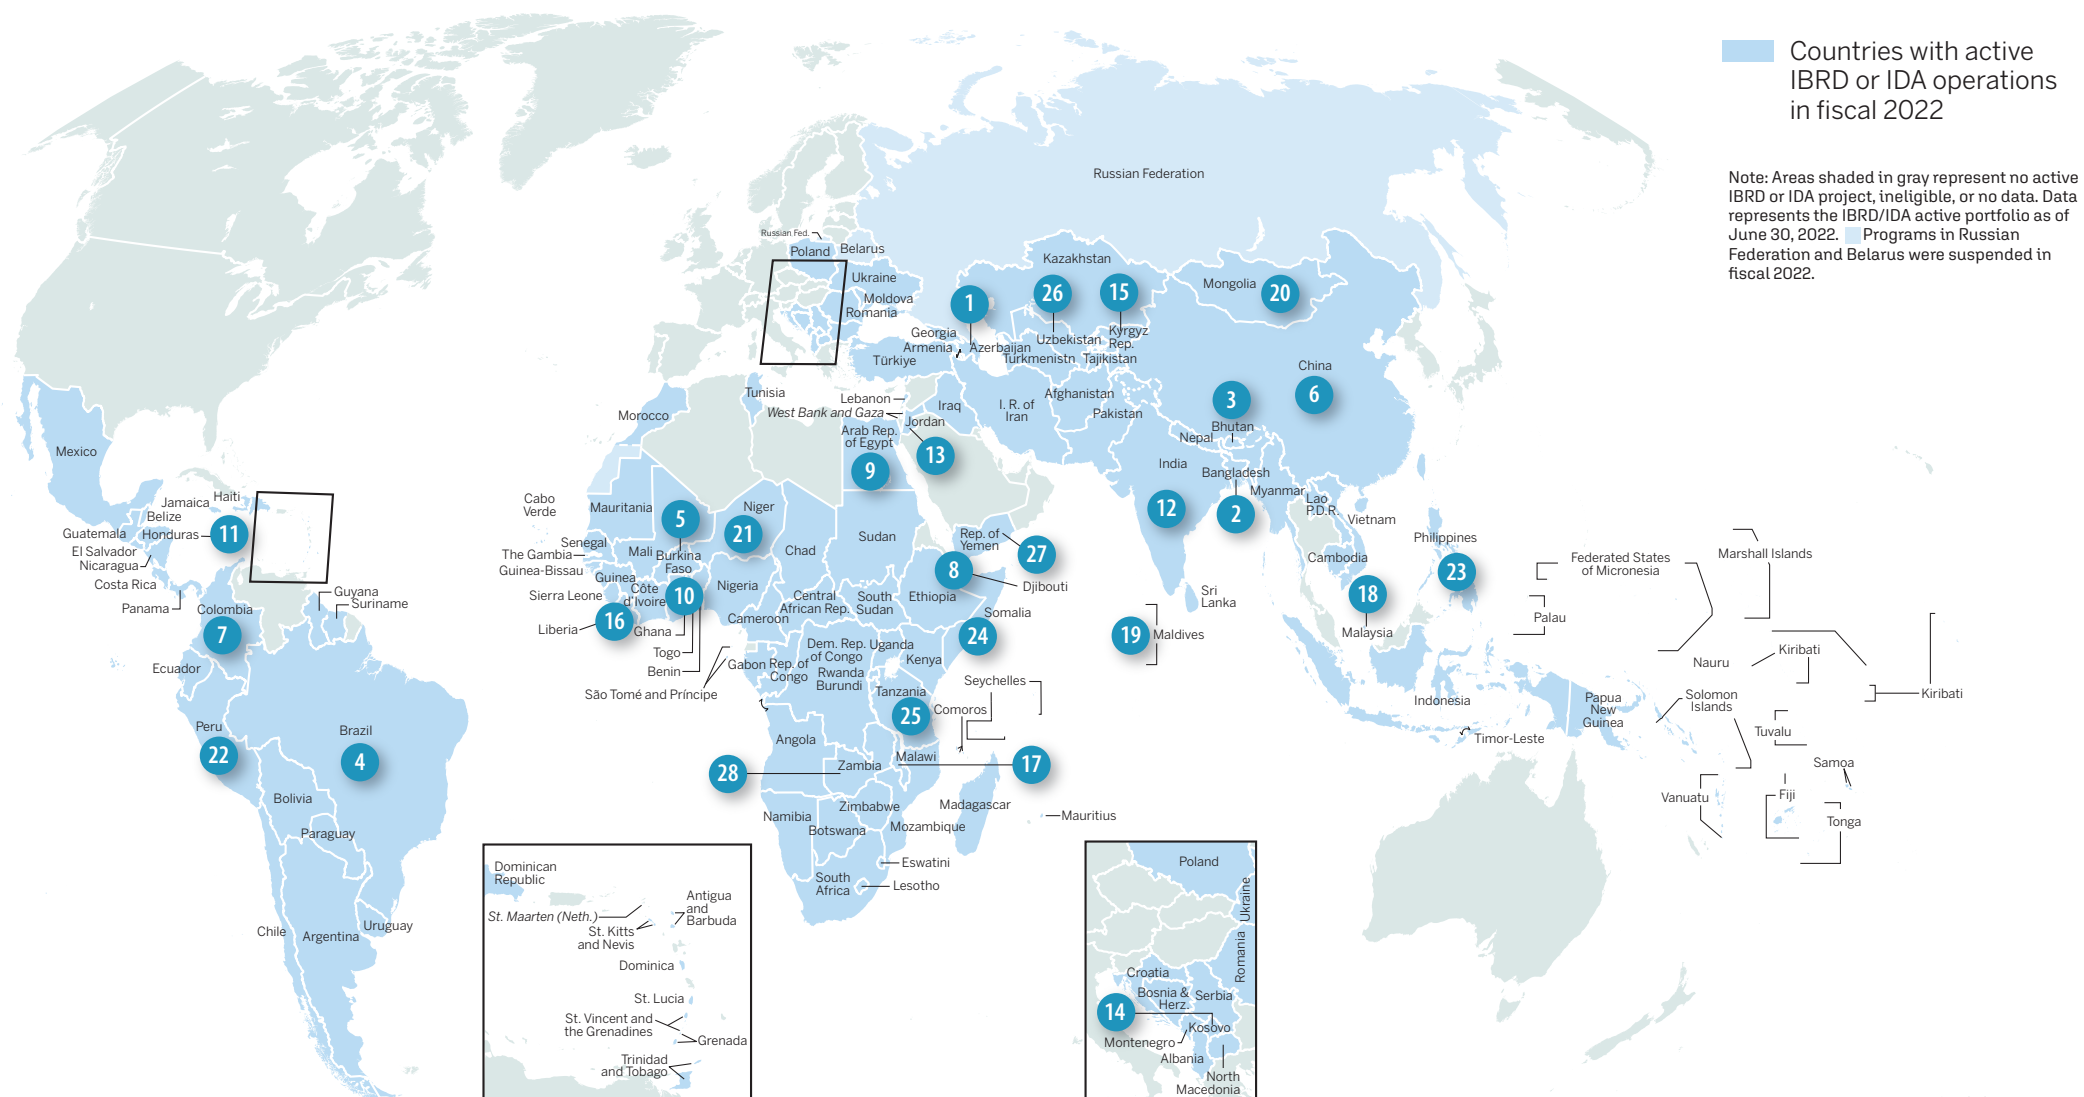 Countries with active
IBRD or IDA operations
in fiscal 2022
Note: Areas shaded in gray represent no active
IBRD or IDA project, ineligible, or no data. Data
represents the IBRD/IDA active portfolio as of
June 30, 2022. Programs in Russian
Federation and Belarus were suspended in
fiscal 2022.
Russian Federation
Russian Fed.
Poland
Belarus
Ukraine
Moldova
Romania
Kazakhstan
Mongolia
20
1
26
15
Georgia
Armenia
Azerbaijan
Türkiye
Uzbekistan
Kyrgyz
Rep.
Turkmenistn
Tajikistan
China
6
Tunisia
Morocco
Lebanon
West Bank and Gaza
Iraq
Jordan
13
I. R. of
Iran
Afghanistan
Pakistan
3
Bhutan
Nepal
Arab Rep.
of Egypt
9
India
12
Bangladesh
2
Myanmar
Lao
P.D.R.
Vietnam
Cambodia
Philippines
23
18
Malaysia
Sri
Lanka
19
Maldives
Mexico
Jamaica
Haiti
Belize
Guatemala
Honduras
11
El Salvador
Nicaragua
Costa Rica
Panama
Guyana
Suriname
Colombia
7
Ecuador
Peru
22
Brazil
4
Bolivia
Paraguay
Chile
Argentina
Uruguay
Cabo
Verde
Mauritania
5
Niger
21
Senegal
The Gambia
Guinea-Bissau
Mali
Burkina
Faso
Chad
Sudan
Rep. of
Yemen
27
8
Djibouti
Guinea
Sierra Leone
Côte
d'Ivoire
10
Nigeria
Liberia
16
Ghana
Togo
Benin
Cameroon
Central
African Rep.
South
Sudan
Ethiopia
Somalia
24
São Tomé and Príncipe
Gabon
Rep. of
Congo
Dem. Rep.
of Congo
Uganda
Kenya
Rwanda
Burundi
Tanzania
25
Seychelles
Comoros
Angola
Malawi
17
28
Zambia
Zimbabwe
Madagascar
Mauritius
Namibia
Botswana
Mozambique
Eswatini
South
Africa
Lesotho
Indonesia
Timor-Leste
Papua
New
Guinea
Federated States
of Micronesia
Marshall Islands
Palau
Nauru
Kiribati
Kiribati
Solomon
Islands
Tuvalu
Samoa
Vanuatu
Fiji
Tonga
Dominican
Republic
St. Maarten (Neth.)
Antigua
and
Barbuda
St. Kitts
and Nevis
Dominica
St. Lucia
St. Vincent and
the Grenadines
Grenada
Trinidad
and Tobago
Poland
Ukraine
Romania
Croatia
Bosnia &
Herz.
Serbia
14
Kosovo
Montenegro
Albania
North
Macedonia